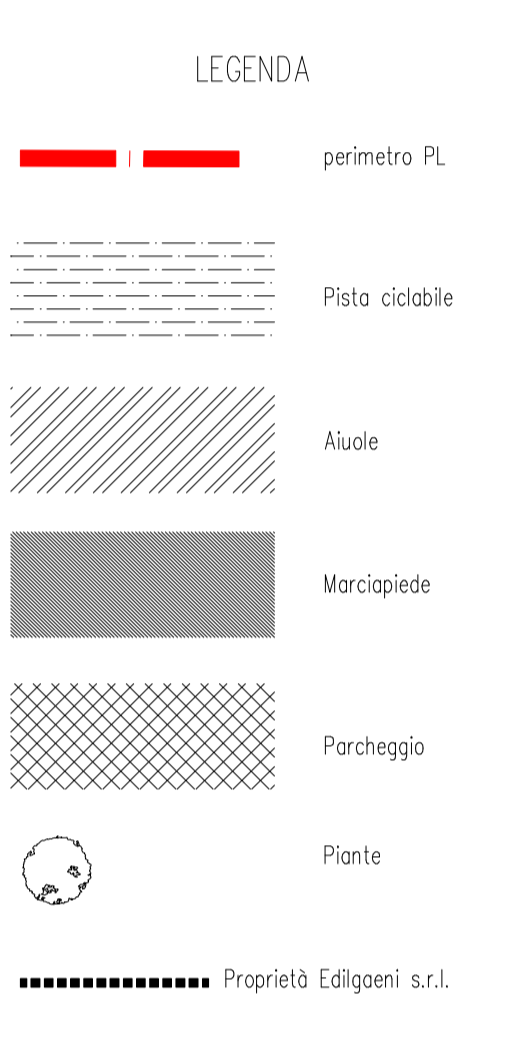 LEGENDA
perimetro PL
Pista ciclabile
Aiuole
Marciapiede
Parcheggio
Piante
Proprietà Edilgaeni s.r.l.